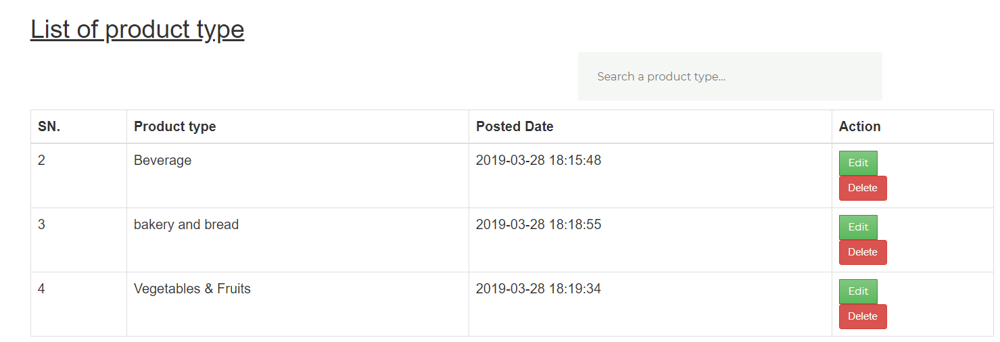 List of product type
Search a product type...
SN. Product type Posted Date Action
2 Beverage 2019-03-28 18:15:48 Edit
Delete
3 bakery and bread 2019-03-28 18:18:55 Edit
Delete
4 Vegetables & Fruits 2019-03-28 18:19:34 Edit
Delete